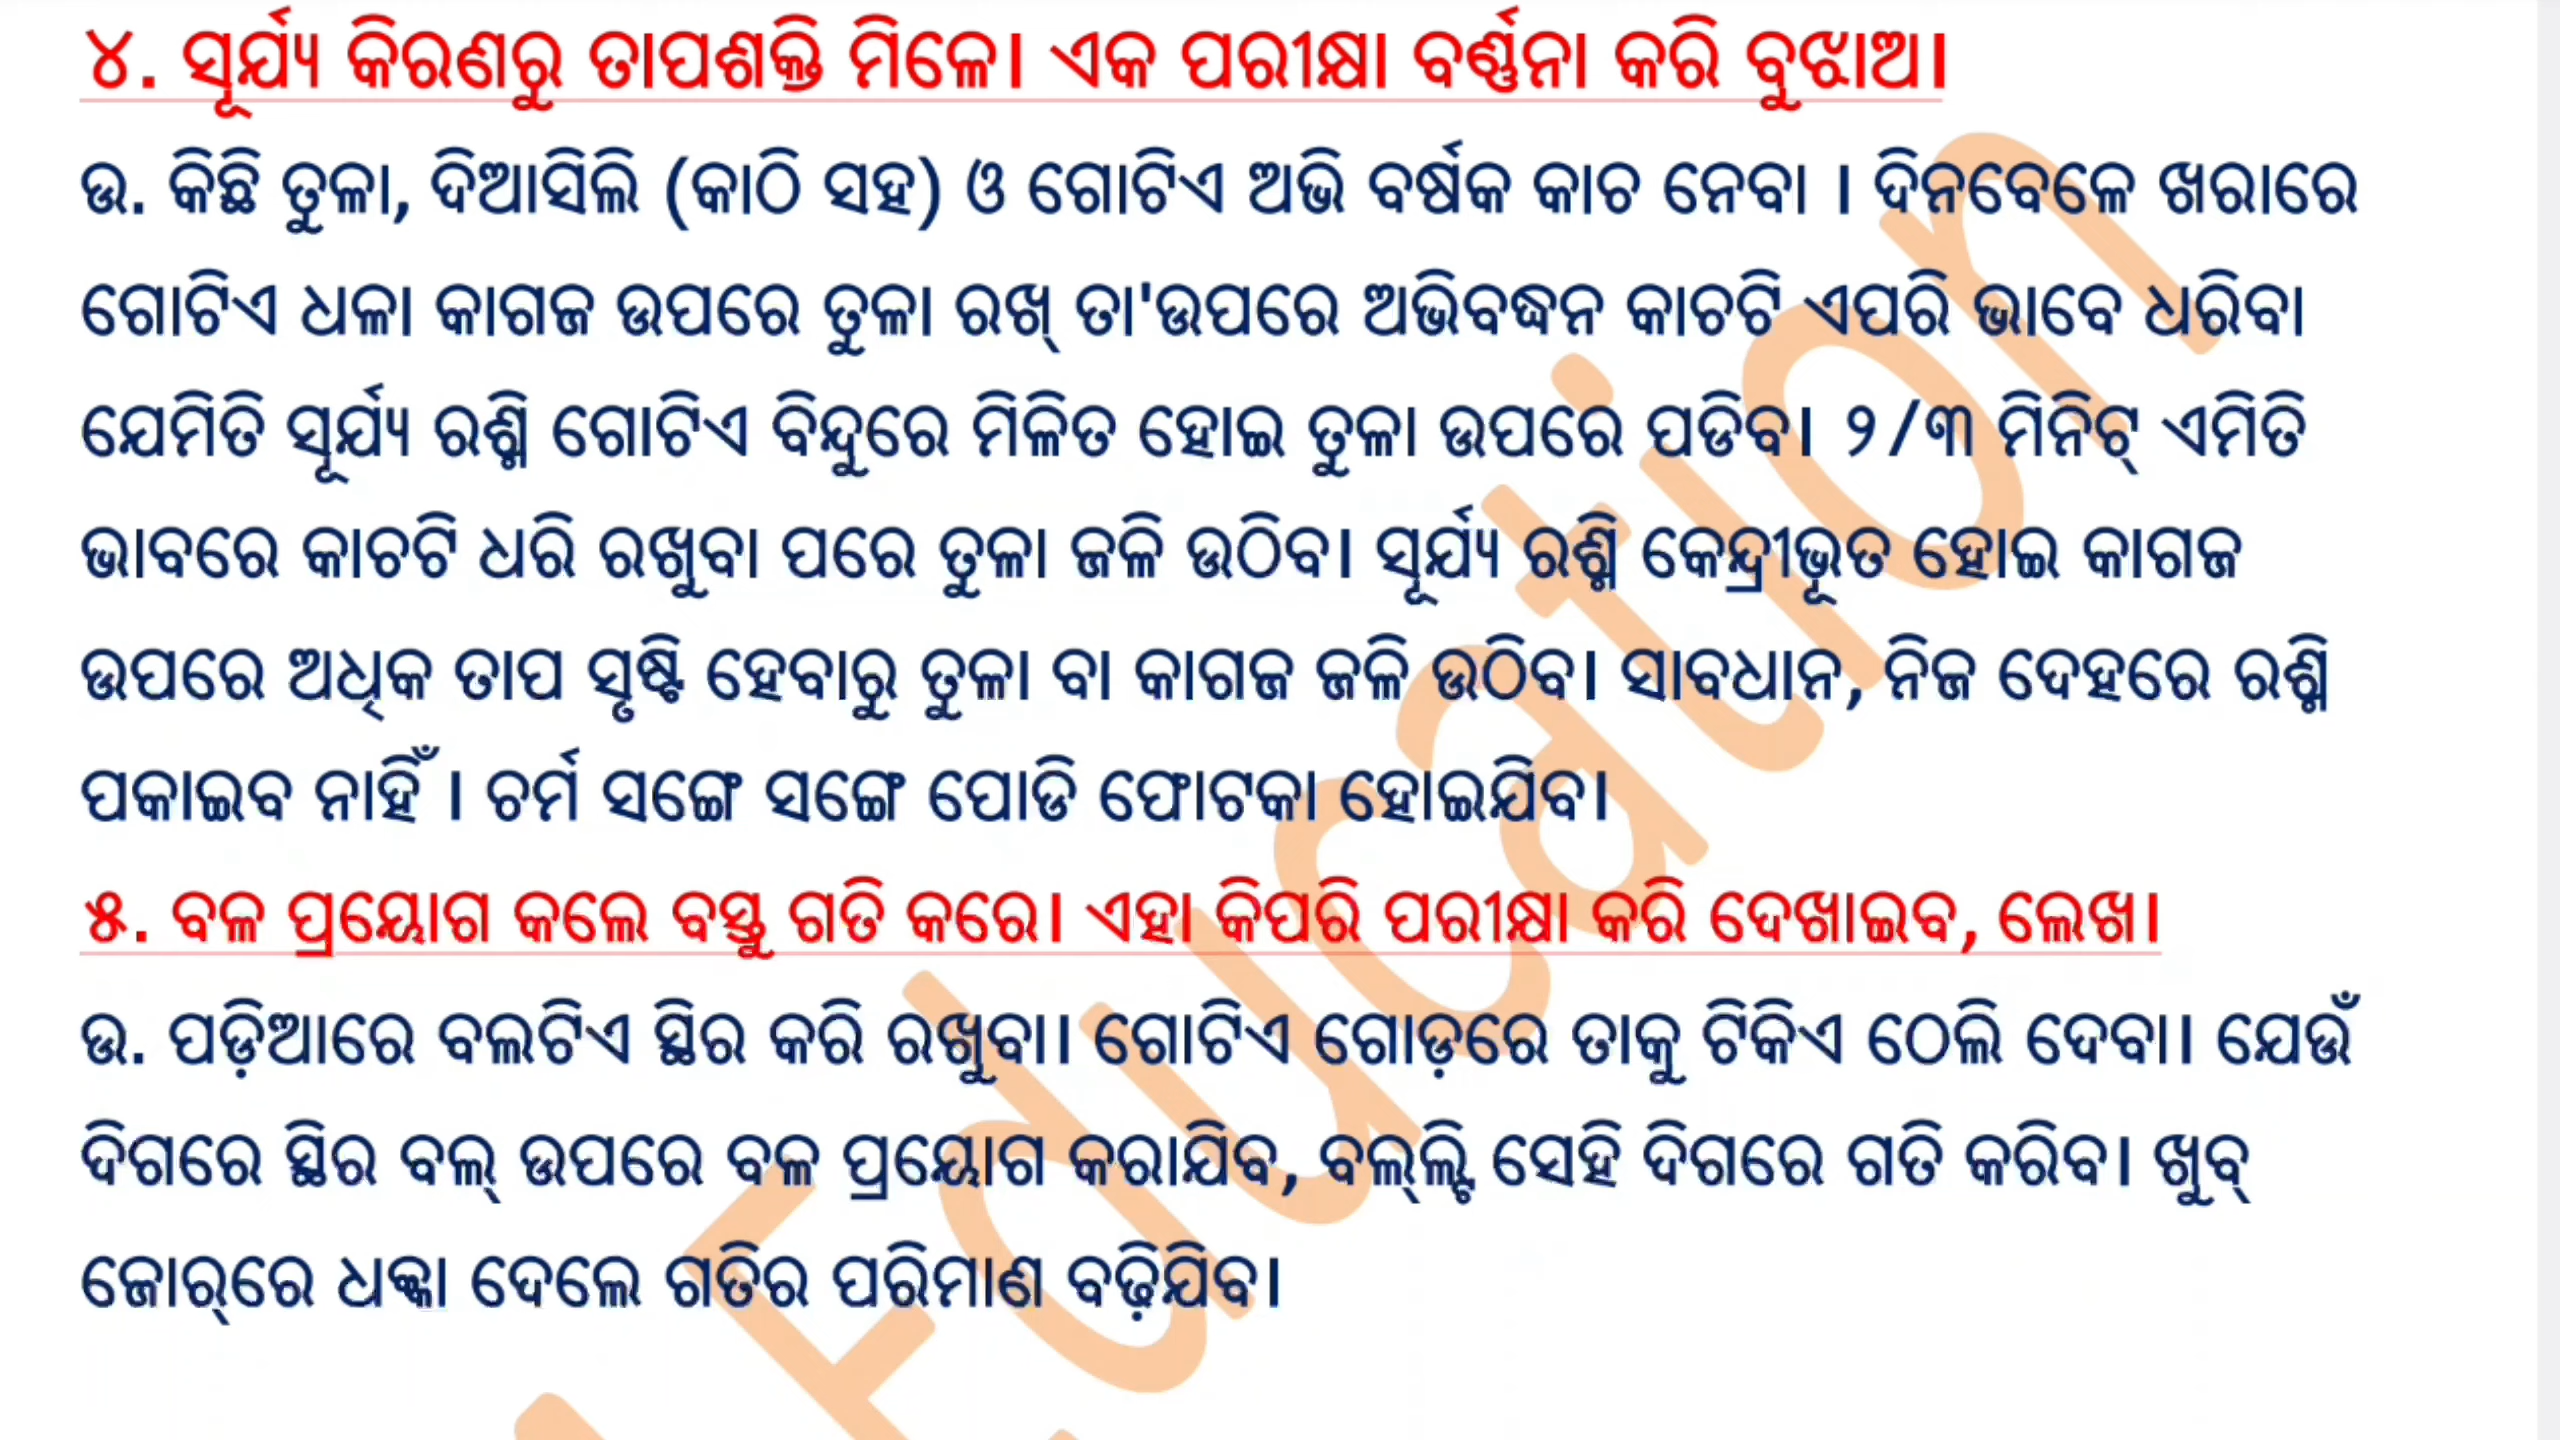 ୪. ସୂର୍ଯ୍ୟ କିରଣରୁ ତାପଶକ୍ତି ମିଳେ। ଏକ ପରୀକ୍ଷା ବର୍ଣ୍ଣନା କରି ବୁଝାଅ।
ଉ. କିଛି ତୁଳା, ଦିଆସିଲି (କାଠି ସହ) ଓ ଗୋଟିଏ ଅଭି ବର୍ଷକ କାଚ ନେବା । ଦିନବେଳେ ଖରାରେ
ଗୋଟିଏ ଧଳା କାଗଜ ଉପରେ ତୁଳା ରଖ୍ ତା'ଉପରେ ଅଭିବଦ୍ଧନ କାଚଟି ଏପରି ଭାବେ ଧରିବା
ଯେମିତି ସୂର୍ଯ୍ୟ ରଶ୍ମି ଗୋଟିଏ ବିନ୍ଦୁରେ ମିଳିତ ହୋଇ ତୁଳା ଉପରେ ପଡିବ। ୨/୩ ମିନିଟ୍ ଏମିତି
ଭାବରେ କାଚଟି ଧରି ରଖୁବା ପରେ ତୁଳା ଜଳି ଉଠିବ। ସୂର୍ଯ୍ୟ ରଶ୍ମି କେନ୍ଦ୍ରୀଭୂତ ହୋଇ କାଗଜ
ଉପରେ ଅଧିକ ତାପ ସୃଷ୍ଟି ହେବାରୁ ତୁଳା ବା କାଗଜ ଜଳି ଉଠିବ। ସାବଧାନ, ନିଜ ଦେହରେ ରଶ୍ମି
ପକାଇବ ନାହିଁ । ଚର୍ମ ସଙ୍ଗେ ସଙ୍ଗେ ପୋଡି ଫୋଟକା ହୋଇଯିବ।
୫. ବଳ ପ୍ରୟୋଗ କଲେ ବସ୍ତୁ ଗତି କରେ। ଏହା କିପରି ପରୀକ୍ଷା କରି ଦେଖାଇବ, ଲେଖ।
ଉ. ପଡ଼ିଆରେ ବଲଟିଏ ସ୍ଥିର କରି ରଖୁବା। ଗୋଟିଏ ଗୋଡ଼ରେ ତାକୁ ଟିକିଏ ଠେଲି ଦେବା। ଯେଉଁ
ଦିଗରେ ସ୍ଥିର ବଲ୍ ଉପରେ ବଳ ପ୍ରୟୋଗ କରାଯିବ, ବଲ୍‌ଲ୍ଟି ସେହି ଦିଗରେ ଗତି କରିବ। ଖୁବ୍
ଜୋର୍‌ରେ ଧକ୍କା ଦେଲେ ଗତିର ପରିମାଣ ବଢ଼ିଯିବ।
Education